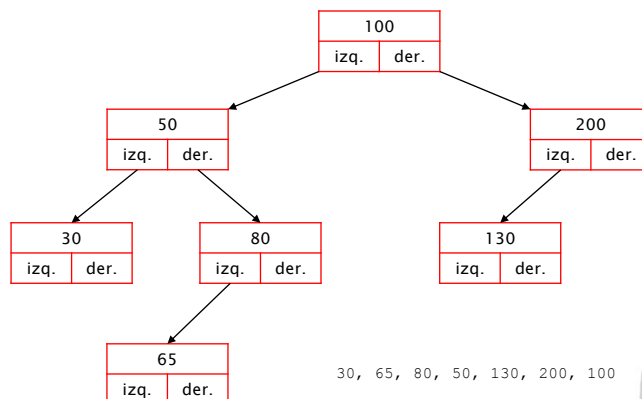 100
izq. der.
50
izq. der.
200
izq. der.
30
izq. der.
80
izq. der.
130
izq. der.
65
izq. der.
30, 65, 80, 50, 130, 200, 100